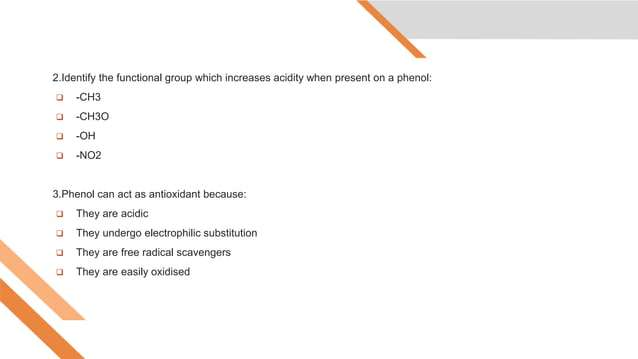 2.Identify the functional group which increases acidity when present on a phenol:
❑ -CH3
❑ -CH3O
❑ -OH
❑ -NO2
3.Phenol can act as antioxidant because:
❑ They are acidic
❑ They undergo electrophilic substitution
❑ They are free radical scavengers
❑ They are easily oxidised